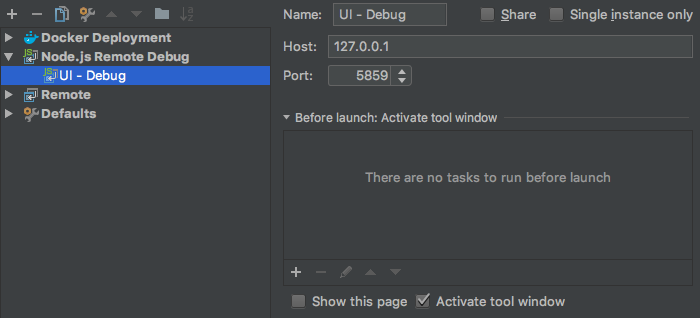 Name: UI - Debug Share Single instance only
Docker Deployment
Node.js Remote Debug
UI - Debug
Remote
Defaults
Host: 127.0.0.1
Port: 5859
Before launch: Activate tool window
There are no tasks to run before launch
Show this page Activate tool window